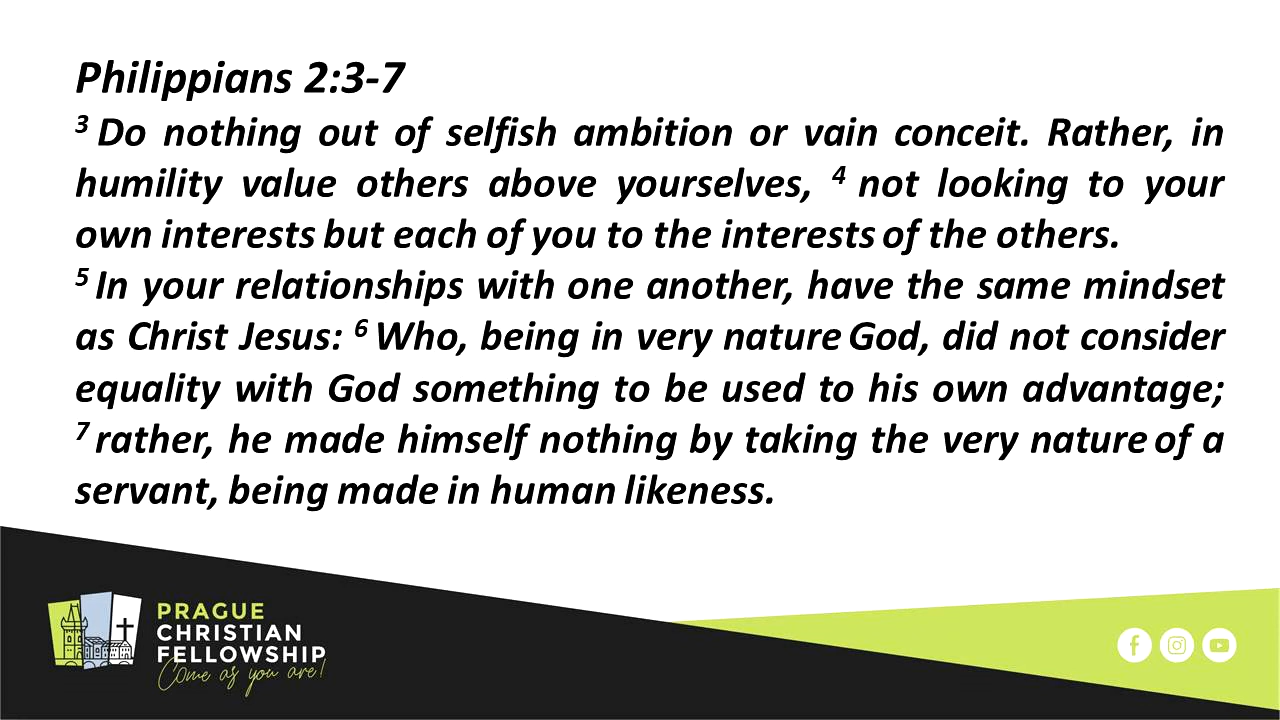 Philippians 2:3-7
3 Do nothing out of selfish ambition or vain conceit. Rather, in
humility value others above yourselves, 4 not looking to your
own interests but each of you to the interests of the others.
5 In your relationships with one another, have the same mindset
as Christ Jesus: 6 Who, being in very nature God, did not consider
equality with God something to be used to his own advantage;
7 rather, he made himself nothing by taking the very nature of a
servant, being made in human likeness.
PRAGUE
CHRISTIAN
FELLOWSHIP
Come as you are!